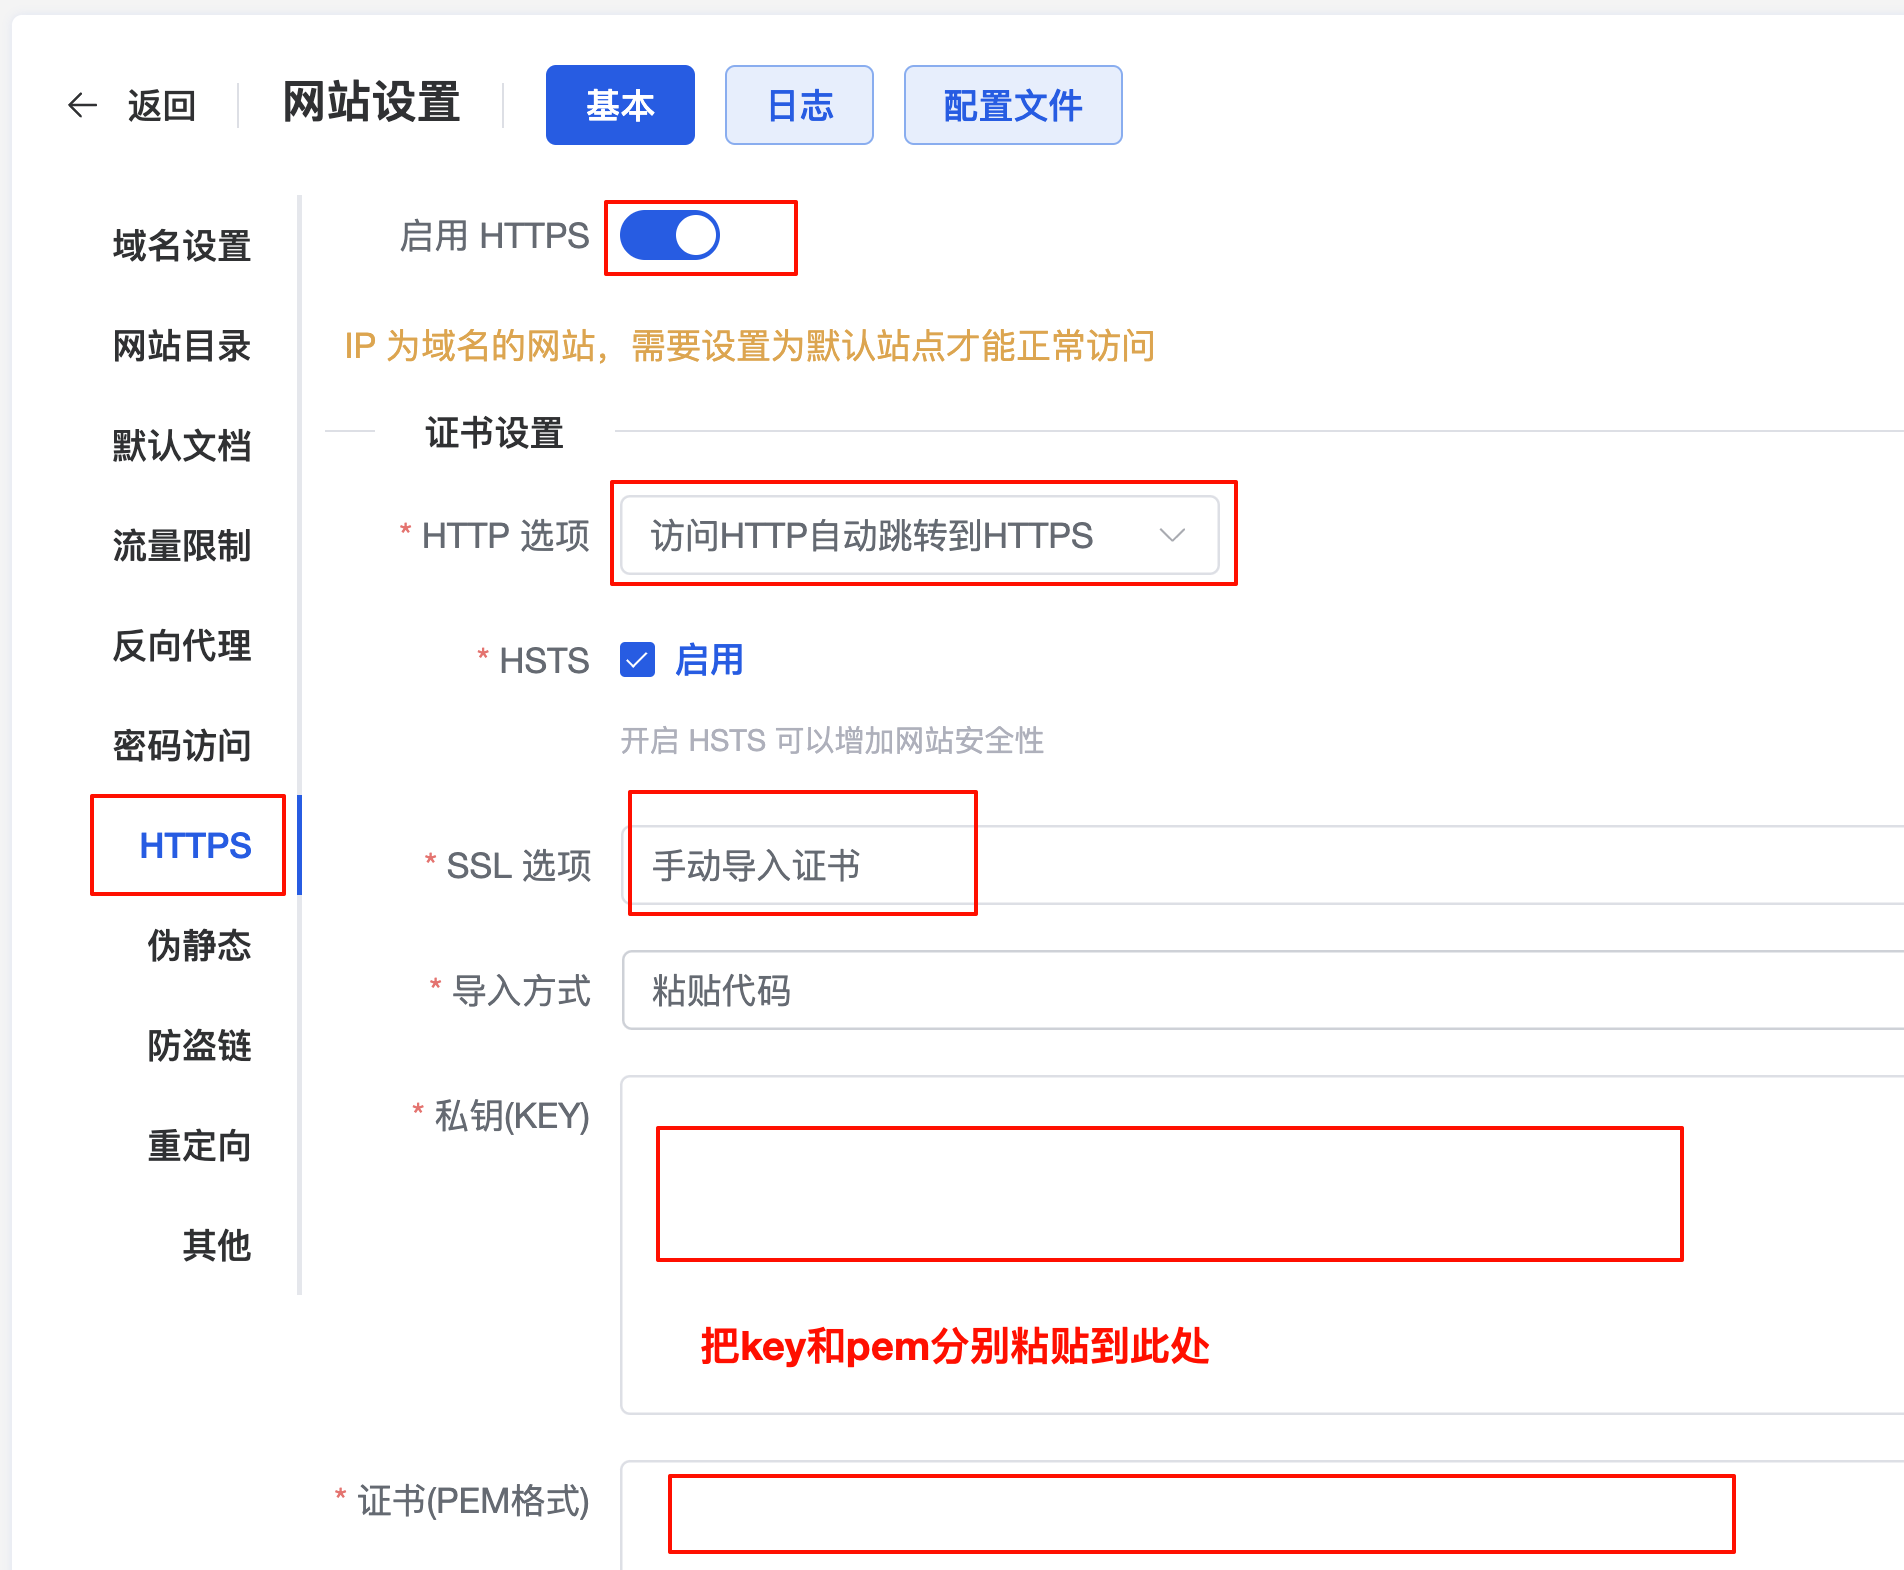 返回
网站设置
基本
日志
配置文件
域名设置
网站目录
默认文档
流量限制
反向代理
密码访问
HTTPS
伪静态
防盗链
重定向
其他
启用 HTTPS
IP 为域名的网站，需要设置为默认站点才能正常访问
证书设置
* HTTP 选项
访问HTTP自动跳转到HTTPS
* HSTS
启用
开启 HSTS 可以增加网站安全性
* SSL 选项
手动导入证书
* 导入方式
粘贴代码
* 私钥(KEY)
把key和pem分别粘贴到此处
* 证书(PEM格式)